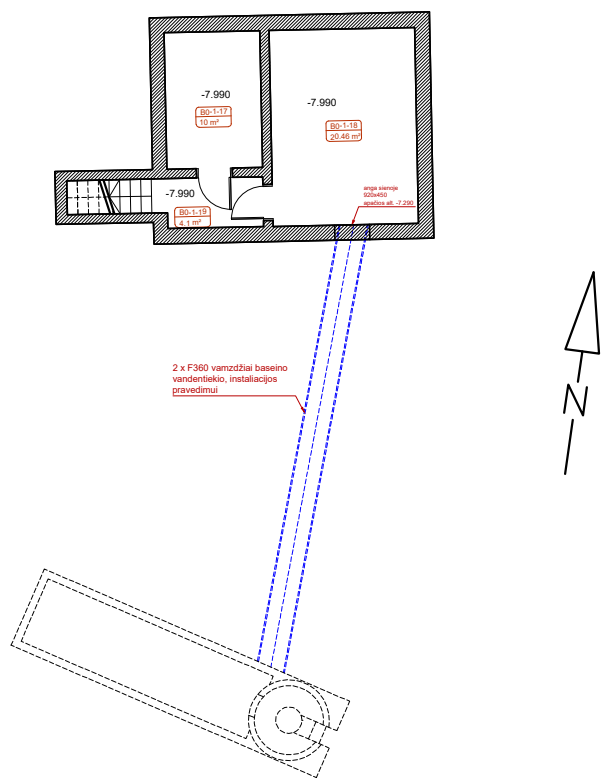 -7.990
B0-1-17
10 m²
-7.990
B0-1-18
20.46 m²
-7.990
B0-1-19
4.1 m²
anga sienoje
920x450
apačios alt. -7.290
2 x F360 vamzdžiai baseino
vandentiekio, instaliacijos
pravedimui
N